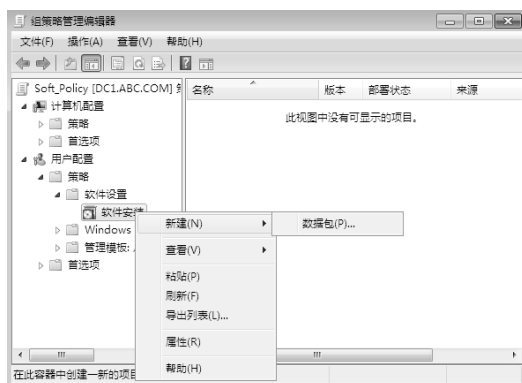 组策略管理编辑器
文件(F) 操作(A) 查看(V) 帮助(H)
Soft_Policy [DC1.ABC.COM]
计算机配置
策略
首选项
用户配置
策略
软件设置
软件安装
Windows
管理模板:
首选项
名称 版本 部署状态 来源
此视图中没有可显示的项目。
新建(N)
查看(V)
粘贴(P)
刷新(F)
导出列表(L)...
属性(R)
帮助(H)
数据包(P)...
在此容器中创建一新的项目